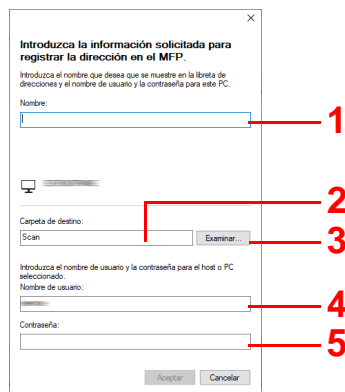 Introduzca la información solicitada para
registrar la dirección en el MFP.
Introduzca el nombre que desea que se muestre en la libreta de
direcciones y el nombre de usuario y la contraseña para este PC.
Nombre:
1
2
Carpeta de destino:
Scan
Examinar...
3
Introduzca el nombre de usuario y la contraseña para el host o PC
seleccionado.
Nombre de usuario:
4
Contraseña:
5
Aceptar
Cancelar